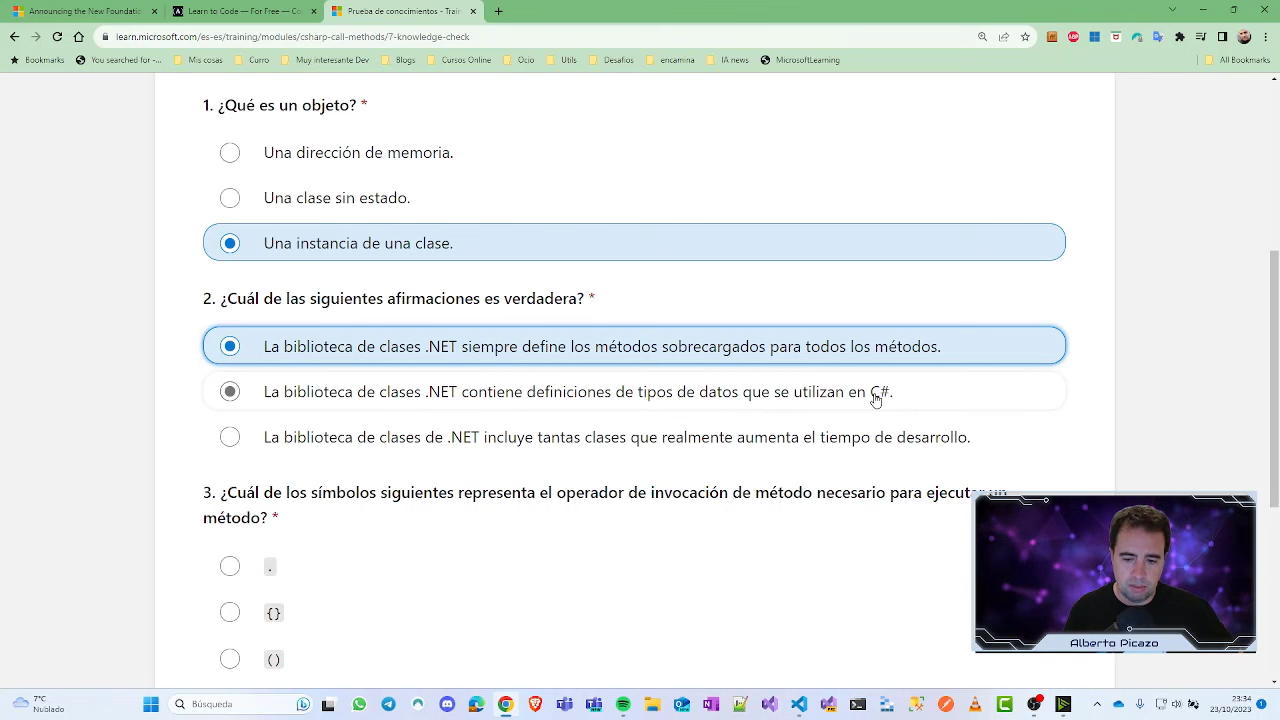 Announcing the New Foundatio
Learn to Code — For Free — Co
Prueba de conocimientos - Train
learn.microsoft.com/es-es/training/modules/csharp-call-methods/7-knowledge-check
Bookmarks
You searched for -...
Mis cosas
Curro
Muy interesante Dev
Blogs
Cursos Online
Ocio
Utils
Desafios
encamina
IA news
MicrosoftLearning
All Bookmarks
1. ¿Qué es un objeto? *
Una dirección de memoria.
Una clase sin estado.
Una instancia de una clase.
2. ¿Cuál de las siguientes afirmaciones es verdadera? *
La biblioteca de clases .NET siempre define los métodos sobrecargados para todos los métodos.
La biblioteca de clases .NET contiene definiciones de tipos de datos que se utilizan en C#.
La biblioteca de clases de .NET incluye tantas clases que realmente aumenta el tiempo de desarrollo.
3. ¿Cuál de los símbolos siguientes representa el operador de invocación de método necesario para ejecutar un
método? *
.
{}
()
Alberto Picazo
7°C
Nublado
Búsqueda
23:34
23/10/2023